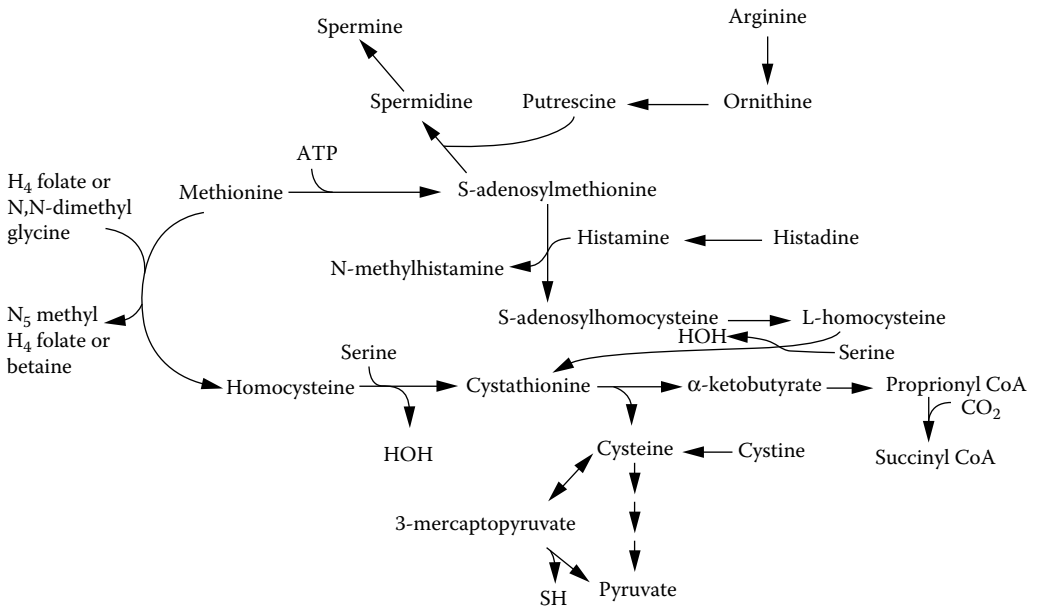 Arginine
Spermine
Spermidine
Putrescine
Ornithine
ATP
H₄ folate or
N,N-dimethyl
glycine
Methionine
S-adenosylmethionine
Histamine
Histadine
N-methylhistamine
N₅ methyl
H₄ folate or
betaine
S-adenosylhomocysteine
L-homocysteine
HOH
Serine
Serine
Homocysteine
Cystathionine
α-ketobutyrate
Proprionyl CoA
CO₂
HOH
Cysteine
Cystine
Succinyl CoA
3-mercaptopyruvate
SH
Pyruvate